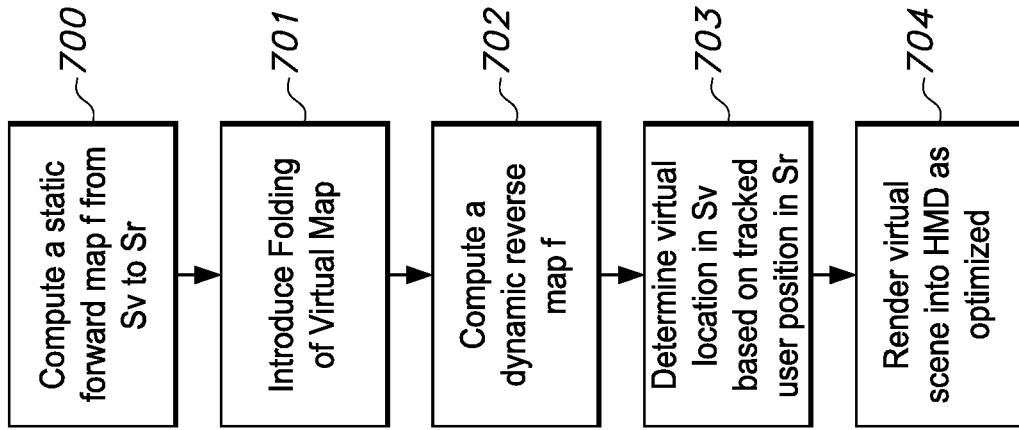 700
Compute a static
forward map f from
Sv to Sr
701
Introduce Folding
of Virtual Map
702
Compute a
dynamic reverse
map f
703
Determine virtual
location in Sv
based on tracked
user position in Sr
704
Render virtual
scene into HMD as
optimized